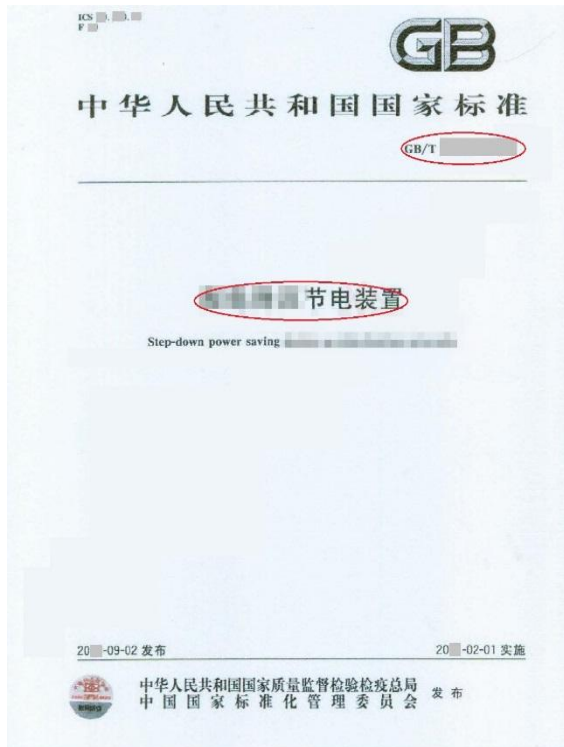 ICS
F
GB
中华人民共和国国家标准
GB/T
节电装置
Step-down power saving
20 -09-02 发布
20 -02-01 实施
中华人民共和国国家质量监督检验检疫总局
中国国家标准化管理委员会
发布